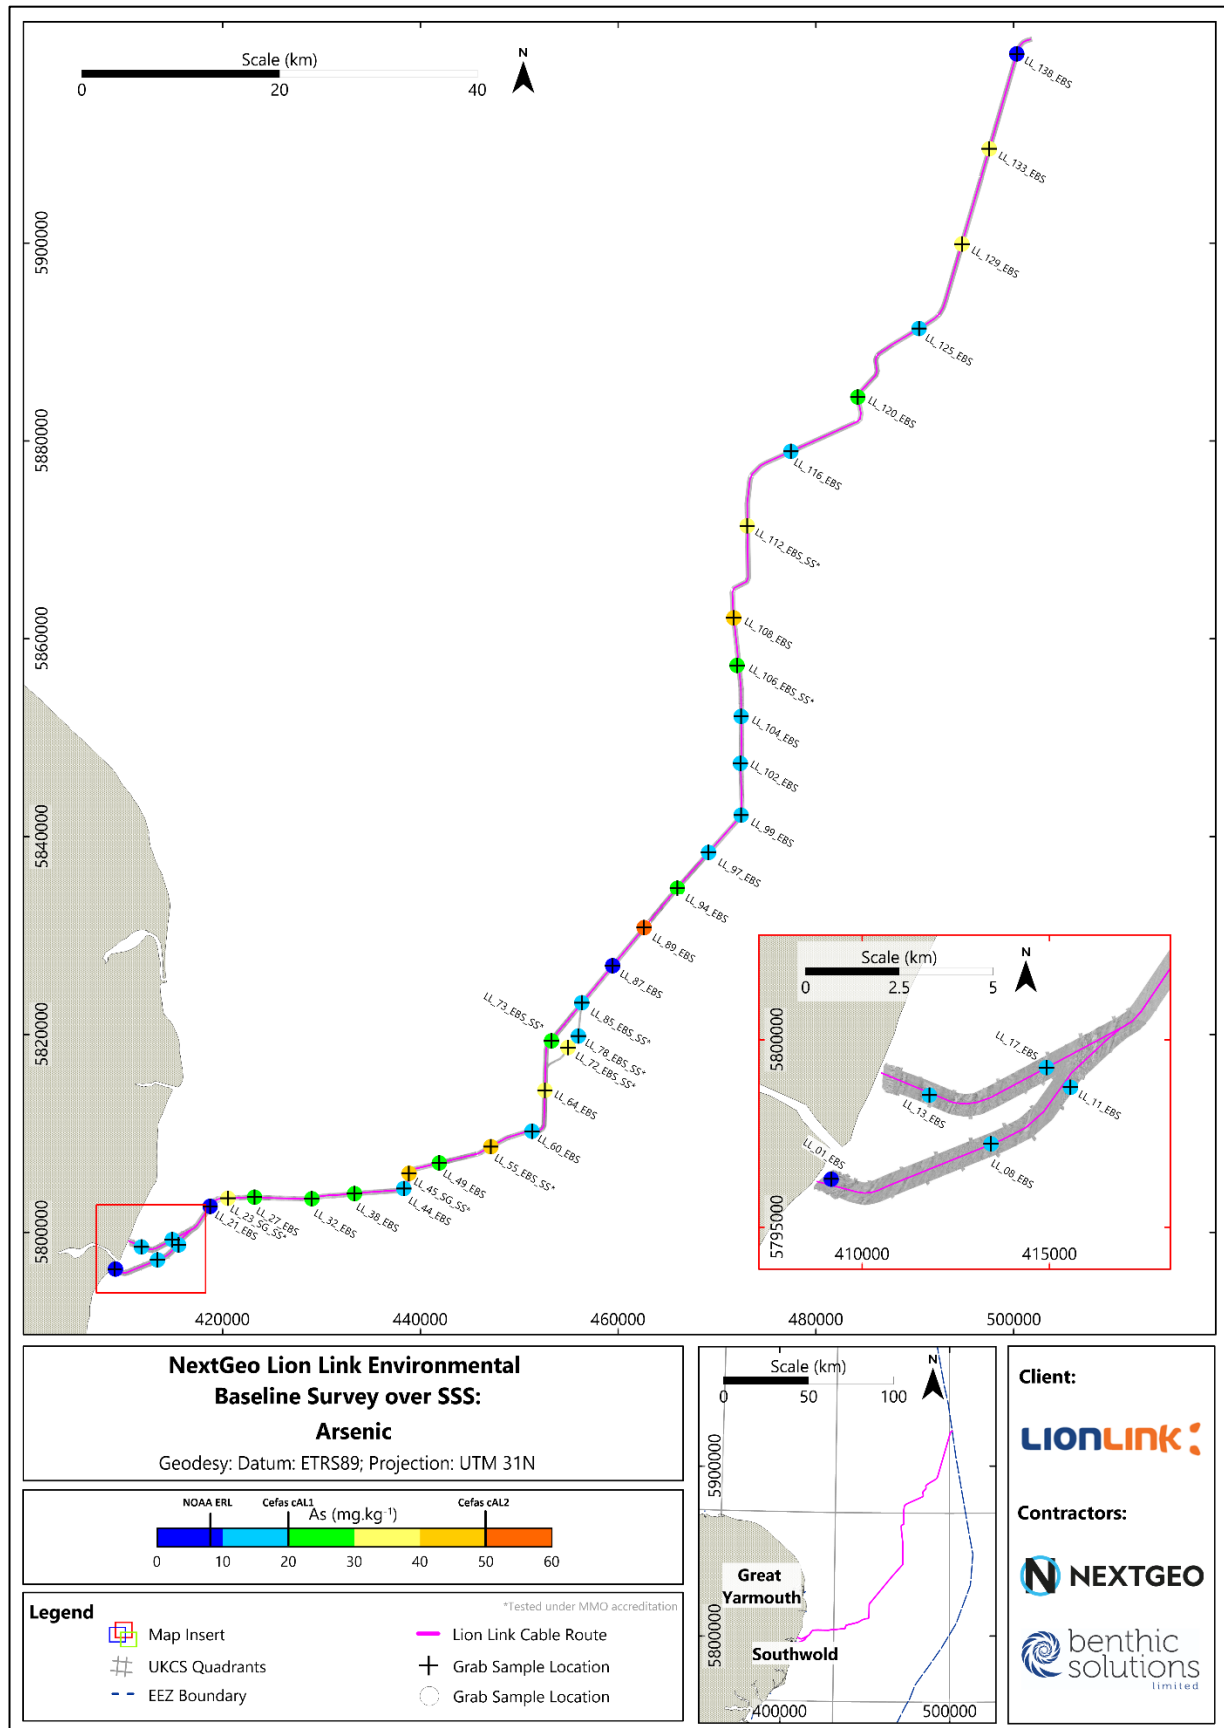 Scale (km)
0 20 40
N
LL_138_EBS
LL_133_EBS
LL_129_EBS
LL_125_EBS
LL_120_EBS
LL_116_EBS
LL_112_EBS_SS*
LL_108_EBS
LL_106_EBS_SS*
LL_104_EBS
LL_102_EBS
LL_99_EBS
LL_97_EBS
LL_94_EBS
LL_89_EBS
LL_87_EBS
LL_85_EBS_SS*
LL_73_EBS_SS*
LL_78_EBS_SS*
LL_72_EBS_SS*
LL_64_EBS
LL_60_EBS
LL_55_EBS_SS*
LL_49_EBS
LL_45_SG_SS*
LL_44_EBS
LL_38_EBS
LL_32_EBS
LL_27_EBS
LL_23_SG_SS*
LL_21_EBS
5900000
5880000
5860000
5840000
5820000
5800000
420000 440000 460000 480000 500000
Scale (km)
0 2.5 5
N
LL_17_EBS
LL_11_EBS
LL_13_EBS
LL_08_EBS
LL_01_EBS
5800000
5795000
410000 415000
NextGeo Lion Link Environmental
Baseline Survey over SSS:
Arsenic
Geodesy: Datum: ETRS89; Projection: UTM 31N
NOAA ERL Cefas cAL1 Cefas cAL2
As (mg.kg⁻¹)
0 10 20 30 40 50 60
Legend
*Tested under MMO accreditation
Map Insert
UKCS Quadrants
EEZ Boundary
Lion Link Cable Route
Grab Sample Location
Grab Sample Location
Scale (km)
0 50 100
N
5900000
5800000
Great
Yarmouth
Southwold
400000 500000
Client:
LIONLINK
Contractors:
N NEXTGEO
benthic
solutions
limited